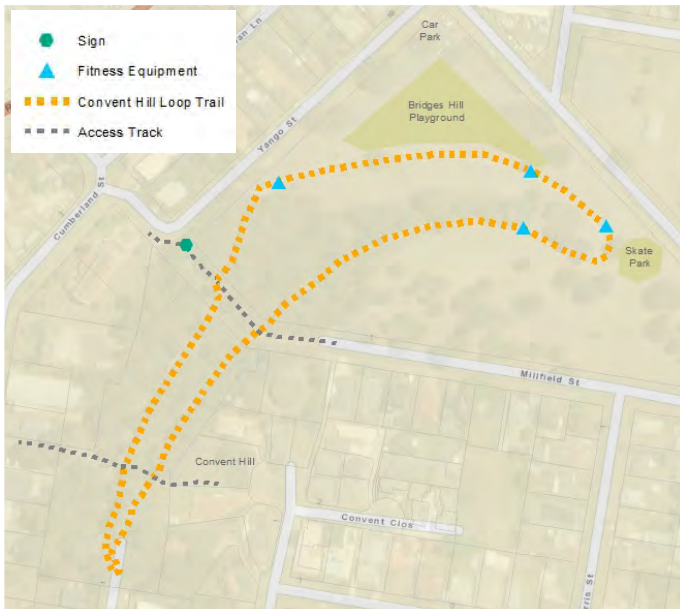 Sign
Fitness Equipment
Convent Hill Loop Trail
Access Track
Car
Park
Bridges Hill
Playground
Yango St
Cumberland St
Skate
Park
Millfield St
Convent Hill
Convent Clos